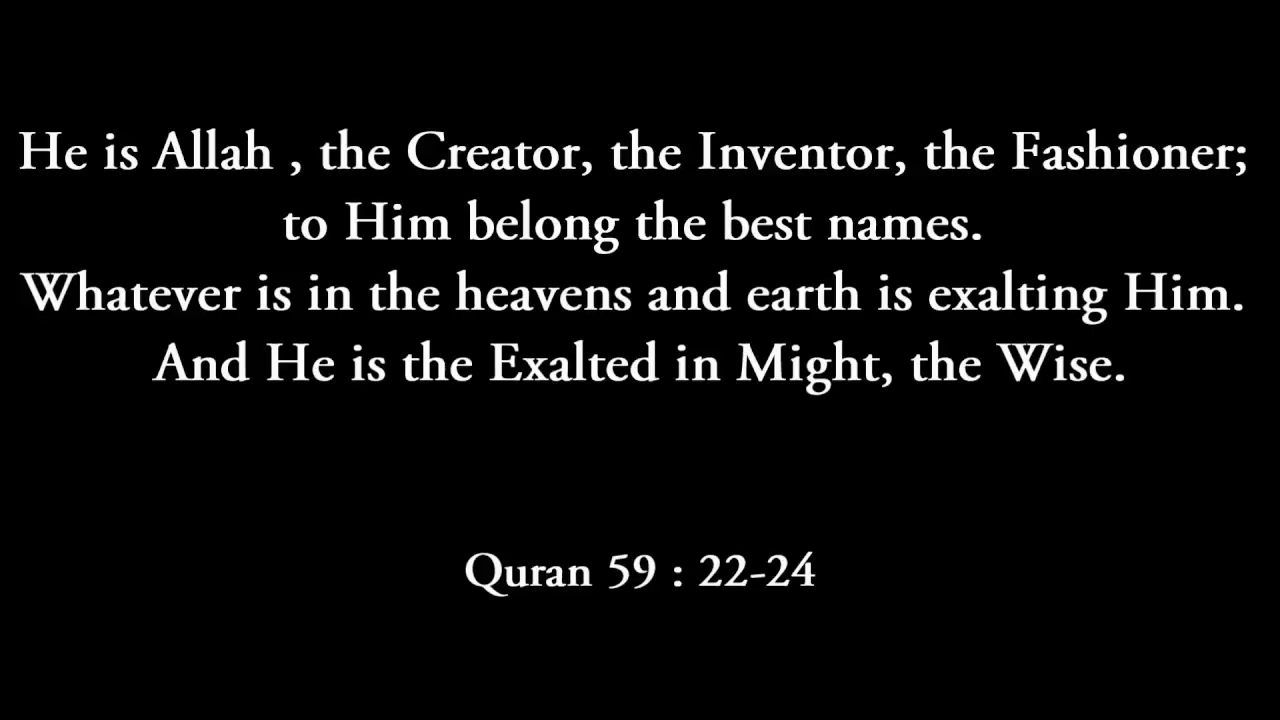 He is Allah , the Creator, the Inventor, the Fashioner;
to Him belong the best names.
Whatever is in the heavens and earth is exalting Him.
And He is the Exalted in Might, the Wise.
Quran 59 : 22-24